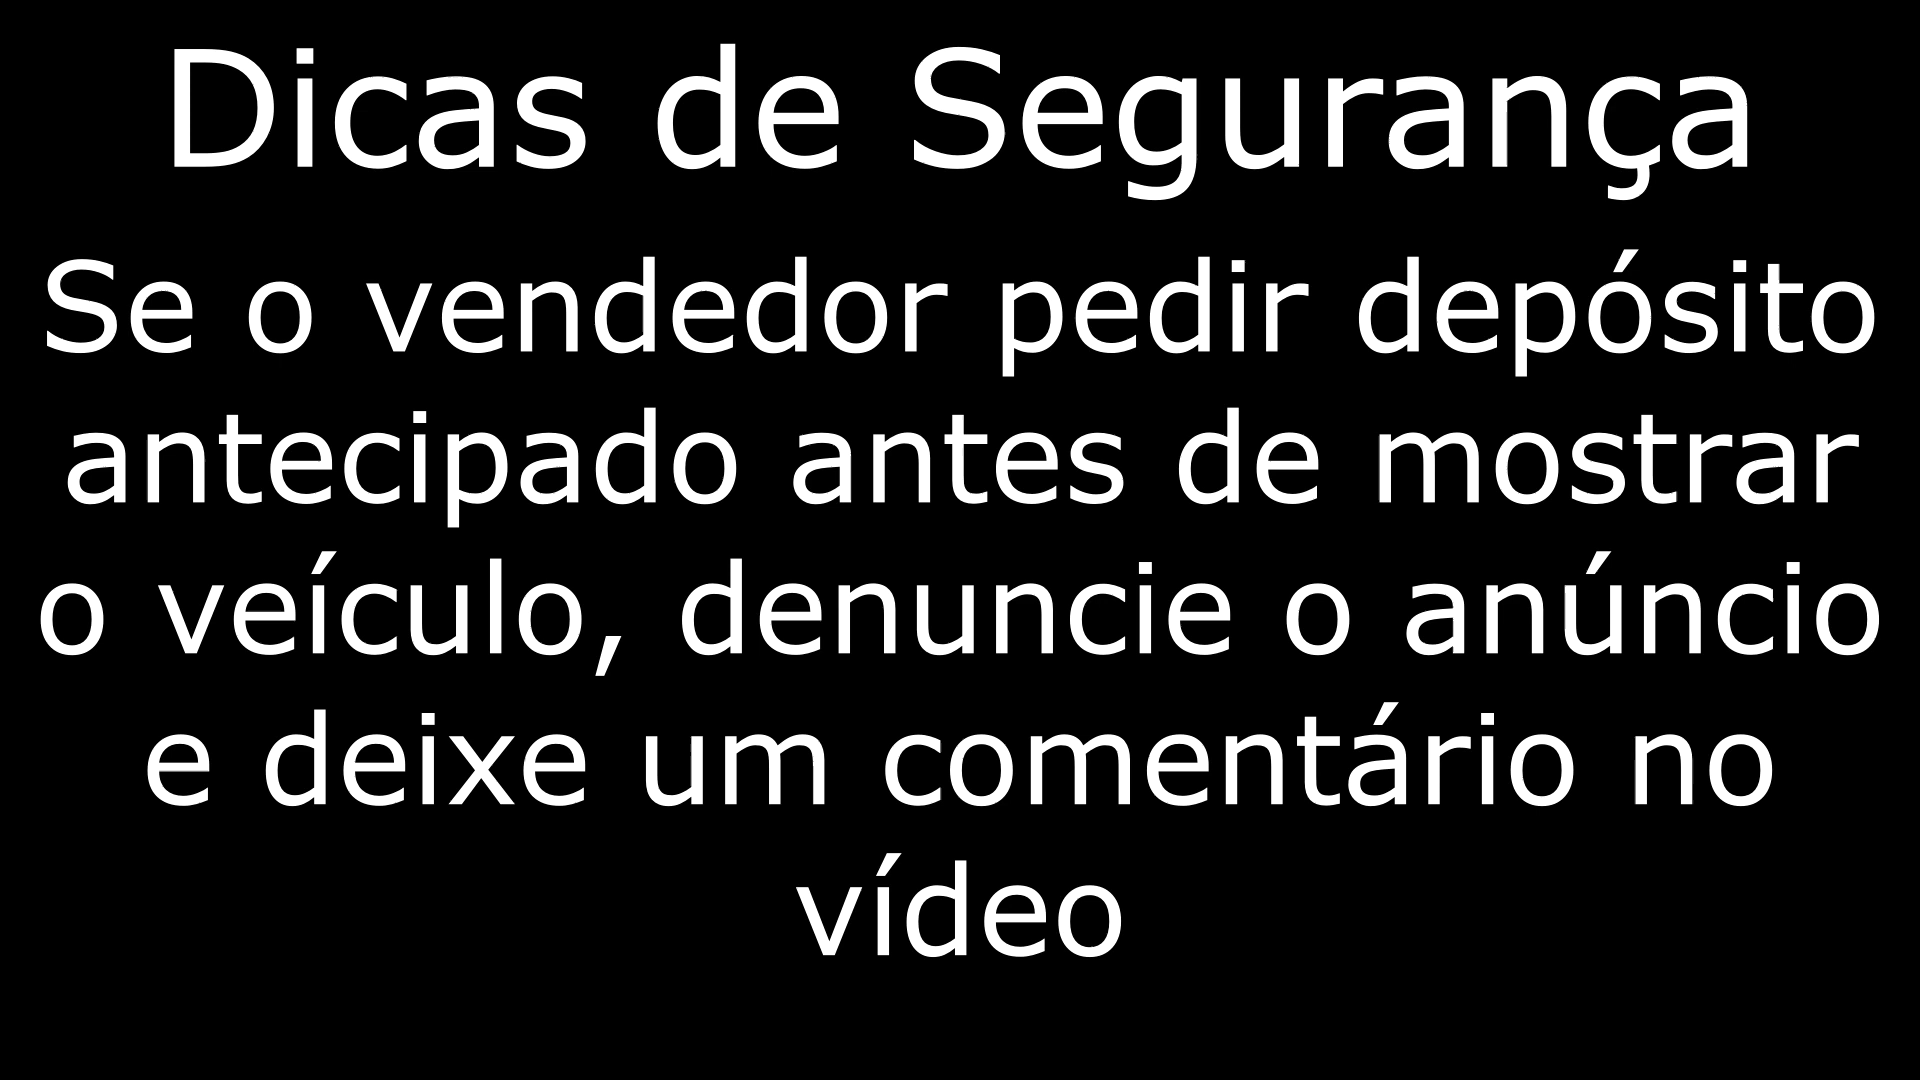 Dicas de Segurança
Se o vendedor pedir depósito
antecipado antes de mostrar
o veículo, denuncie o anúncio
e deixe um comentário no
vídeo